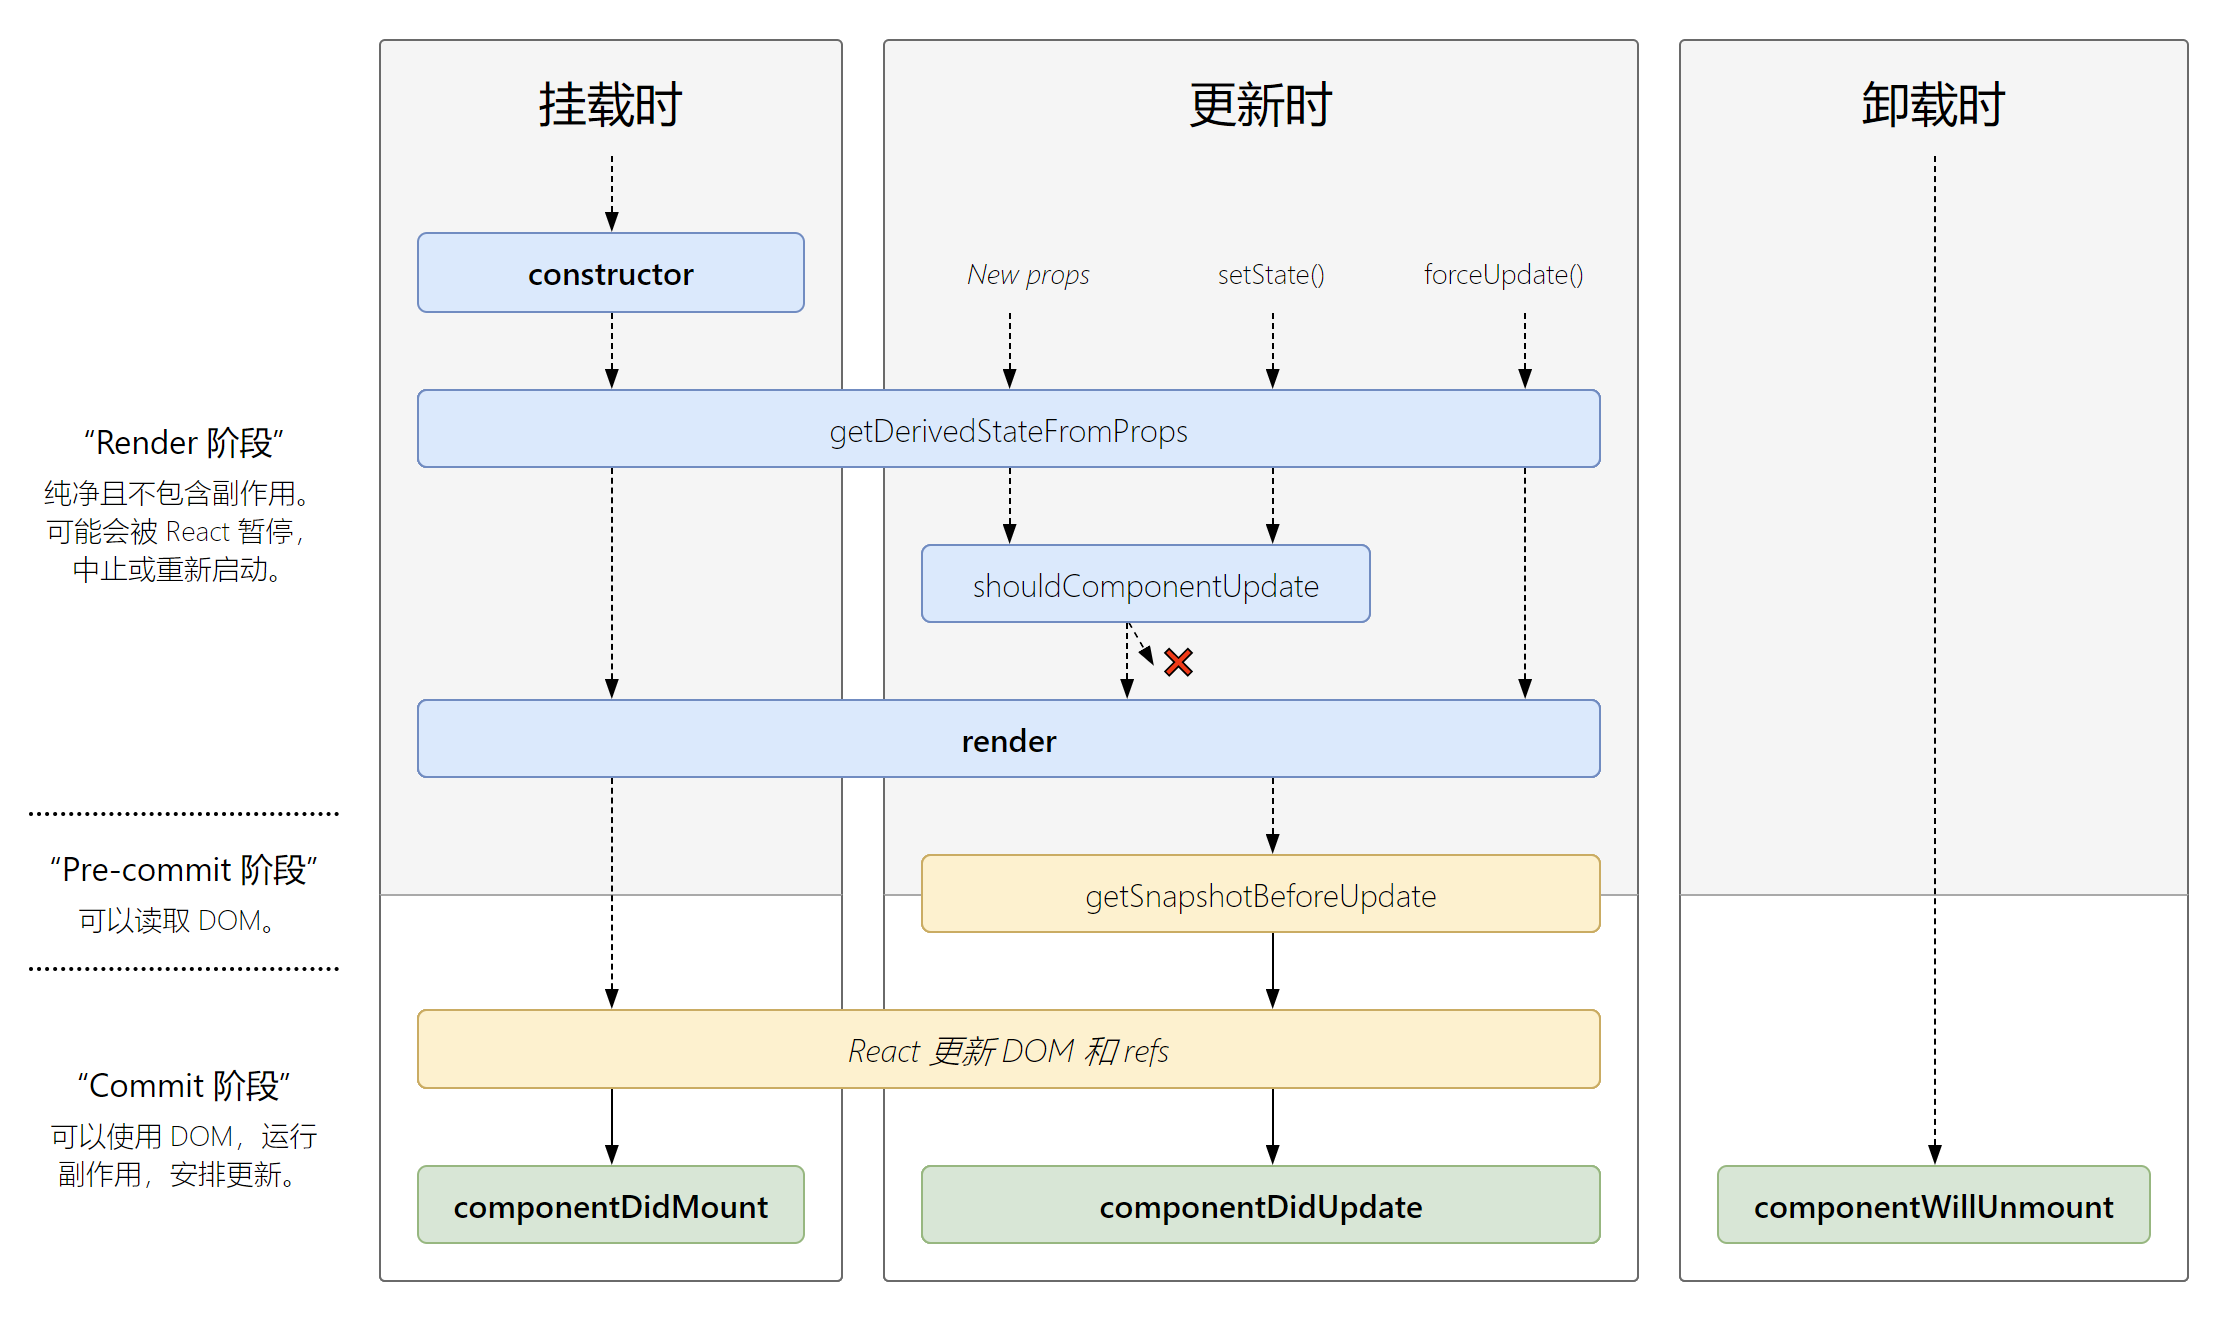 挂载时
更新时
卸载时
constructor
New props
setState()
forceUpdate()
getDerivedStateFromProps
“Render 阶段”
纯净且不包含副作用。
可能会被 React 暂停，
中止或重新启动。
shouldComponentUpdate
render
“Pre-commit 阶段”
可以读取 DOM。
getSnapshotBeforeUpdate
React 更新 DOM 和 refs
“Commit 阶段”
可以使用 DOM，运行
副作用，安排更新。
componentDidMount
componentDidUpdate
componentWillUnmount